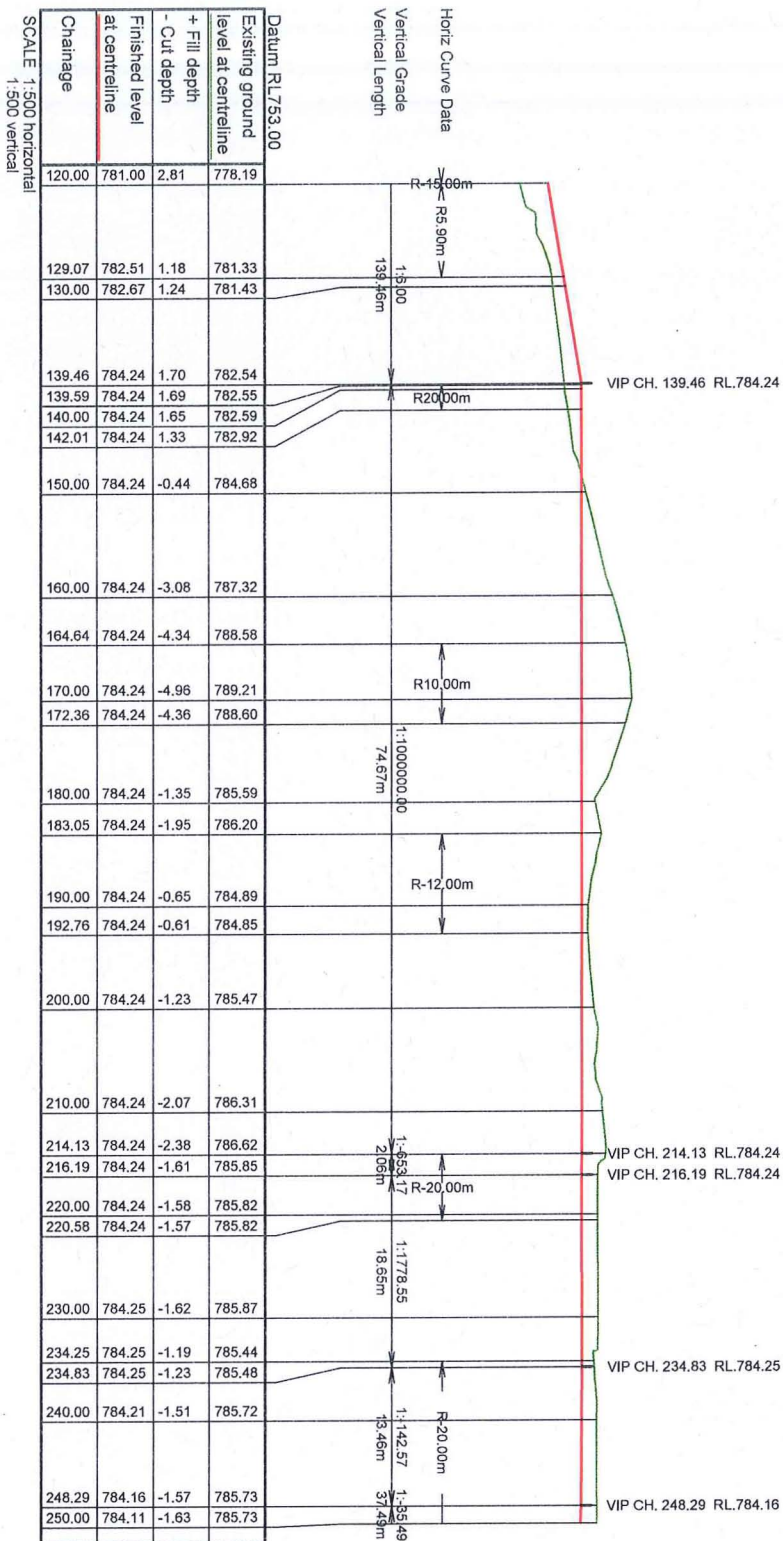 VIP CH. 139.46 RL.784.24
VIP CH. 214.13 RL.784.24
VIP CH. 216.19 RL.784.24
VIP CH. 234.83 RL.784.25
VIP CH. 248.29 RL.784.16
Horiz Curve Data
R-15.00m
R5.90m
R20.00m
R10.00m
R-12.00m
R-20.00m
R-20.00m
Vertical Grade
1:6.00
1:1000000.00
1:-653.17
1:1778.55
1:-142.57
1:-35.49
Vertical Length
139.46m
74.67m
2.06m
18.65m
13.46m
37.49m
Datum RL753.00
Existing ground
level at centreline
778.19 781.33 781.43 782.54 782.55 782.59 782.92 784.68 787.32 788.58 789.21 788.60 785.59 786.20 784.89 784.85 785.47 786.31 786.62 785.85 785.82 785.82 785.87 785.44 785.48 785.72 785.73 785.73
+ Fill depth
- Cut depth
2.81 1.18 1.24 1.70 1.69 1.65 1.33 -0.44 -3.08 -4.34 -4.96 -4.36 -1.35 -1.95 -0.65 -0.61 -1.23 -2.07 -2.38 -1.61 -1.58 -1.57 -1.62 -1.19 -1.23 -1.51 -1.57 -1.63
Finished level
at centreline
781.00 782.51 782.67 784.24 784.24 784.24 784.24 784.24 784.24 784.24 784.24 784.24 784.24 784.24 784.24 784.24 784.24 784.24 784.24 784.24 784.24 784.24 784.25 784.25 784.25 784.21 784.16 784.11
Chainage
120.00 129.07 130.00 139.46 139.59 140.00 142.01 150.00 160.00 164.64 170.00 172.36 180.00 183.05 190.00 192.76 200.00 210.00 214.13 216.19 220.00 220.58 230.00 234.25 234.83 240.00 248.29 250.00
SCALE 1:500 horizontal
1:500 vertical